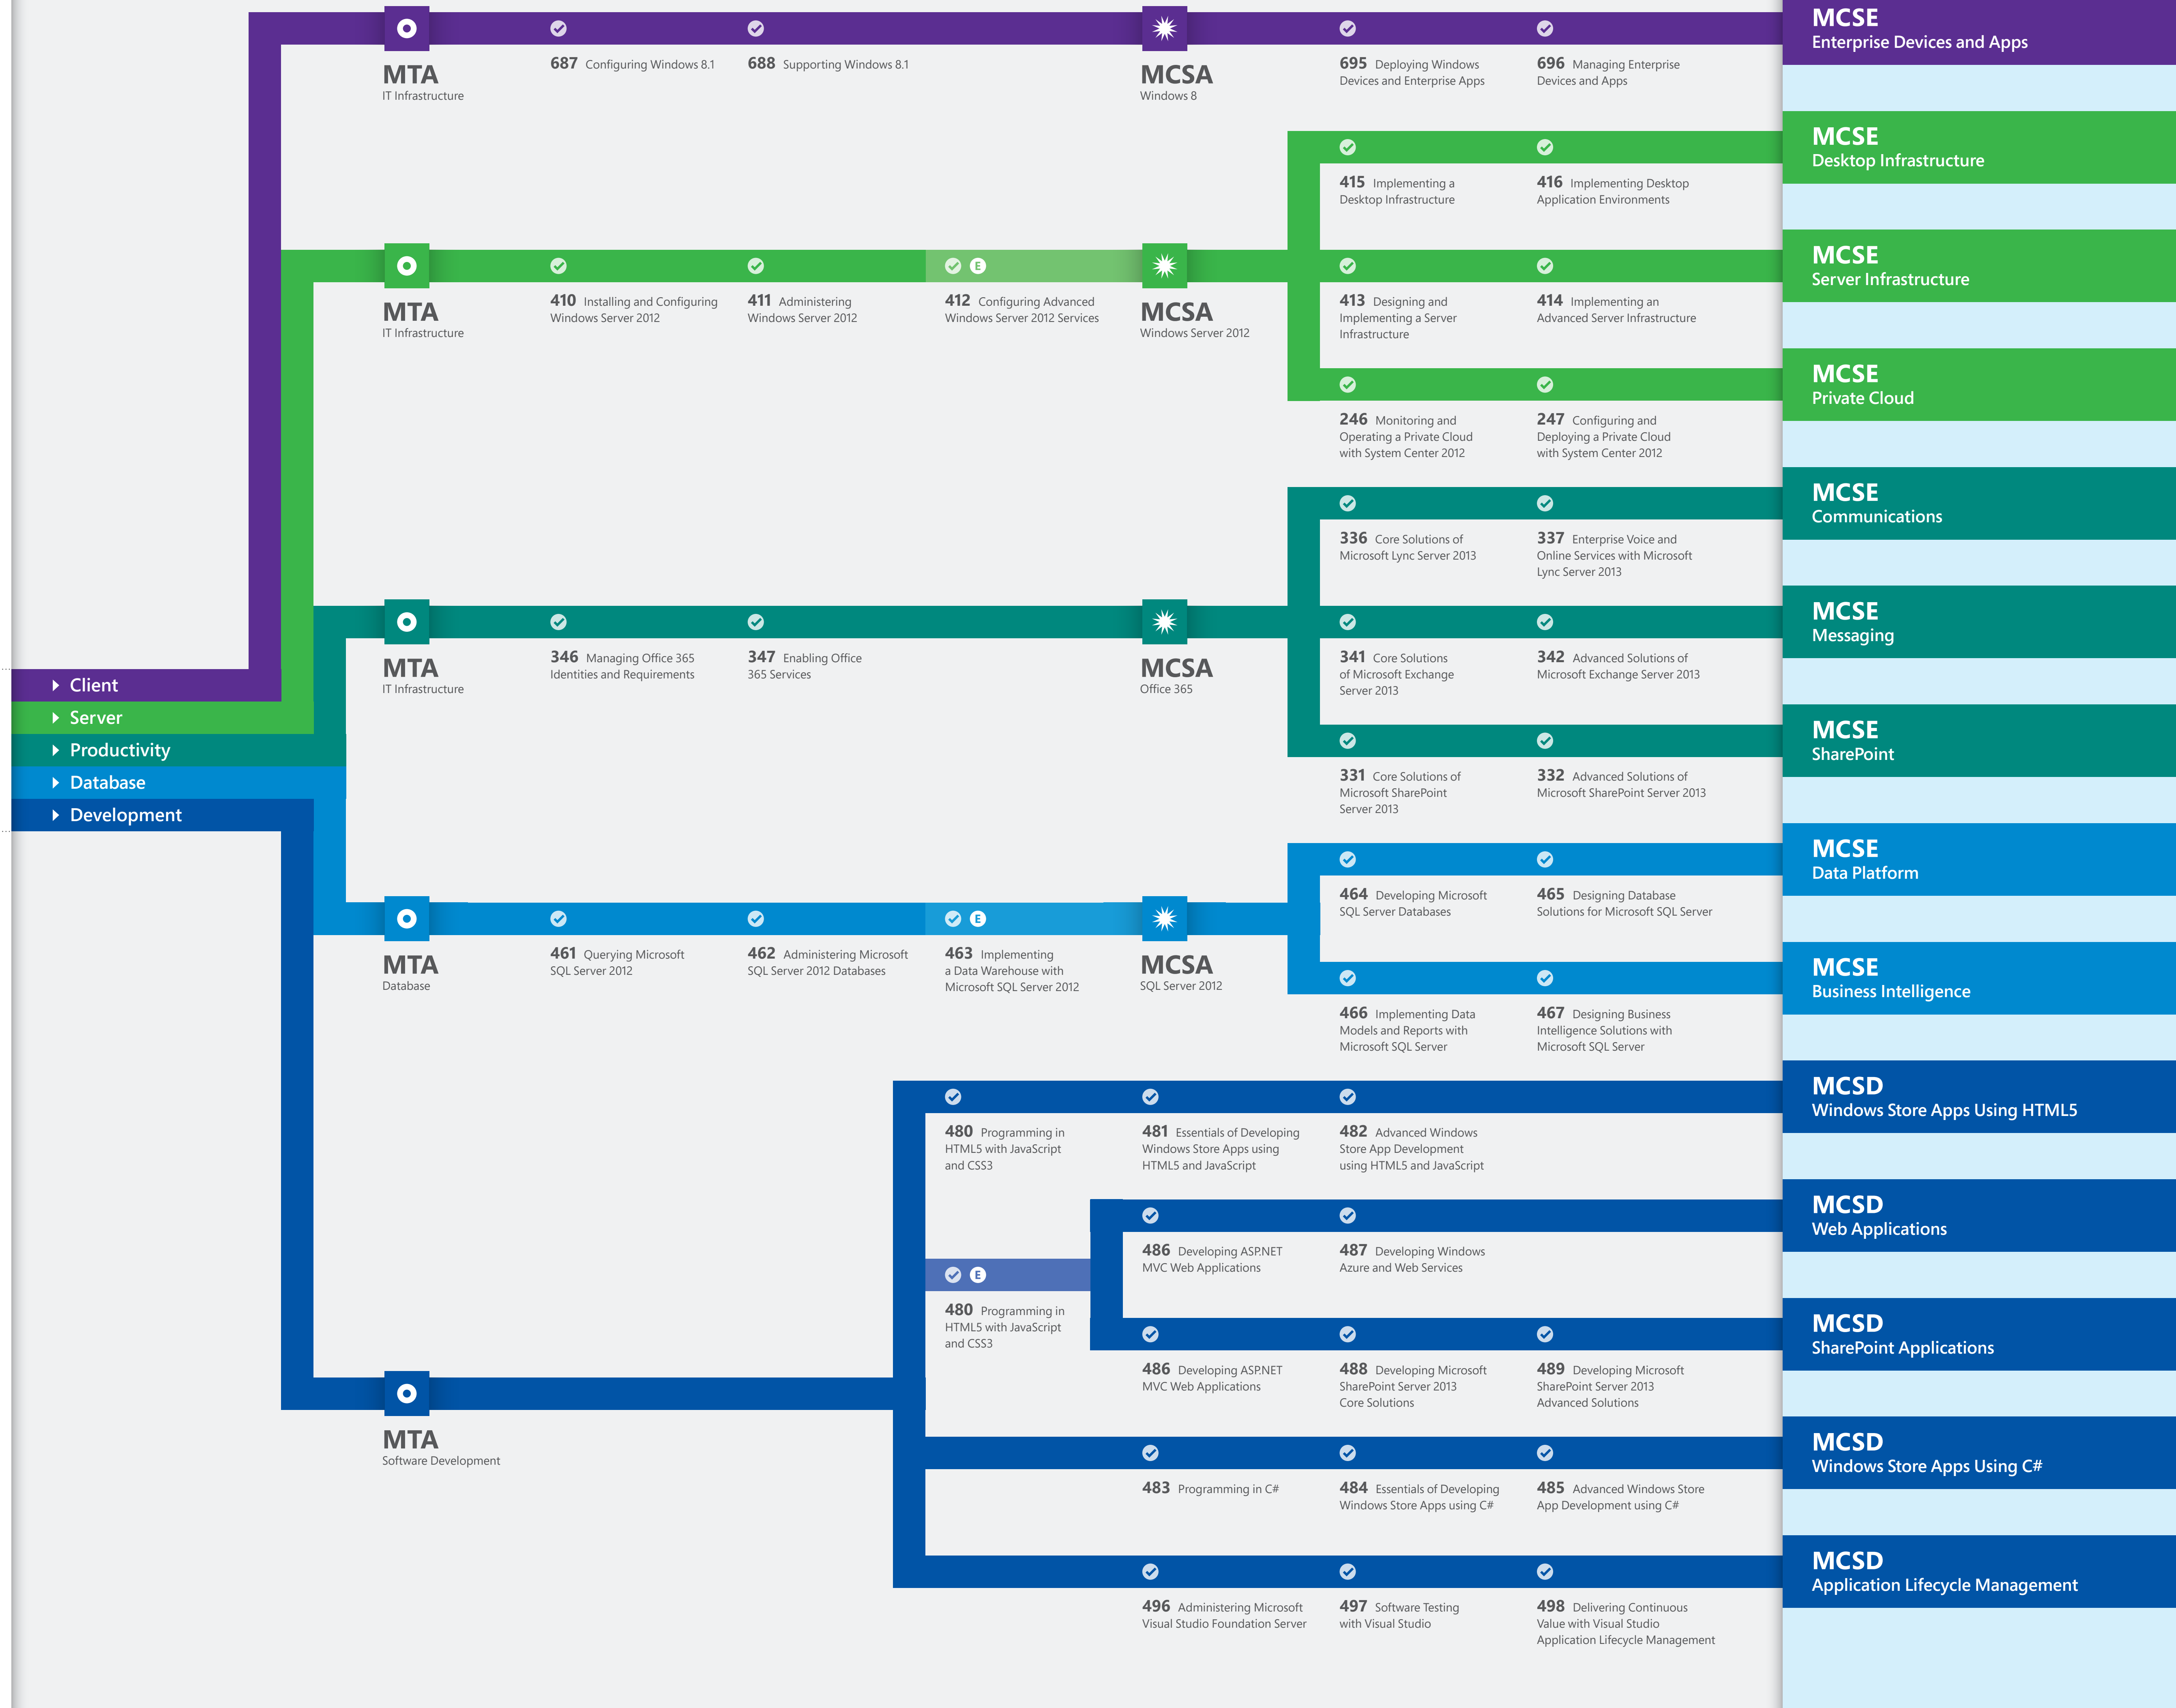 MTA
IT Infrastructure
687 Configuring Windows 8.1
688 Supporting Windows 8.1
MCSA
Windows 8
695 Deploying Windows
Devices and Enterprise Apps
696 Managing Enterprise
Devices and Apps
MCSE
Enterprise Devices and Apps
415 Implementing a
Desktop Infrastructure
416 Implementing Desktop
Application Environments
MCSE
Desktop Infrastructure
MTA
IT Infrastructure
410 Installing and Configuring
Windows Server 2012
411 Administering
Windows Server 2012
E
412 Configuring Advanced
Windows Server 2012 Services
MCSA
Windows Server 2012
413 Designing and
Implementing a Server
Infrastructure
414 Implementing an
Advanced Server Infrastructure
MCSE
Server Infrastructure
246 Monitoring and
Operating a Private Cloud
with System Center 2012
247 Configuring and
Deploying a Private Cloud
with System Center 2012
MCSE
Private Cloud
336 Core Solutions of
Microsoft Lync Server 2013
337 Enterprise Voice and
Online Services with Microsoft
Lync Server 2013
MCSE
Communications
MTA
IT Infrastructure
346 Managing Office 365
Identities and Requirements
347 Enabling Office
365 Services
MCSA
Office 365
341 Core Solutions
of Microsoft Exchange
Server 2013
342 Advanced Solutions of
Microsoft Exchange Server 2013
MCSE
Messaging
Client
Server
Productivity
Database
Development
331 Core Solutions of
Microsoft SharePoint
Server 2013
332 Advanced Solutions of
Microsoft SharePoint Server 2013
MCSE
SharePoint
464 Developing Microsoft
SQL Server Databases
465 Designing Database
Solutions for Microsoft SQL Server
MCSE
Data Platform
MTA
Database
461 Querying Microsoft
SQL Server 2012
462 Administering Microsoft
SQL Server 2012 Databases
E
463 Implementing
a Data Warehouse with
Microsoft SQL Server 2012
MCSA
SQL Server 2012
466 Implementing Data
Models and Reports with
Microsoft SQL Server
467 Designing Business
Intelligence Solutions with
Microsoft SQL Server
MCSE
Business Intelligence
480 Programming in
HTML5 with JavaScript
and CSS3
481 Essentials of Developing
Windows Store Apps using
HTML5 and JavaScript
482 Advanced Windows
Store App Development
using HTML5 and JavaScript
MCSD
Windows Store Apps Using HTML5
486 Developing ASP.NET
MVC Web Applications
487 Developing Windows
Azure and Web Services
MCSD
Web Applications
E
480 Programming in
HTML5 with JavaScript
and CSS3
486 Developing ASP.NET
MVC Web Applications
488 Developing Microsoft
SharePoint Server 2013
Core Solutions
489 Developing Microsoft
SharePoint Server 2013
Advanced Solutions
MCSD
SharePoint Applications
MTA
Software Development
483 Programming in C#
484 Essentials of Developing
Windows Store Apps using C#
485 Advanced Windows Store
App Development using C#
MCSD
Windows Store Apps Using C#
496 Administering Microsoft
Visual Studio Foundation Server
497 Software Testing
with Visual Studio
498 Delivering Continuous
Value with Visual Studio
Application Lifecycle Management
MCSD
Application Lifecycle Management